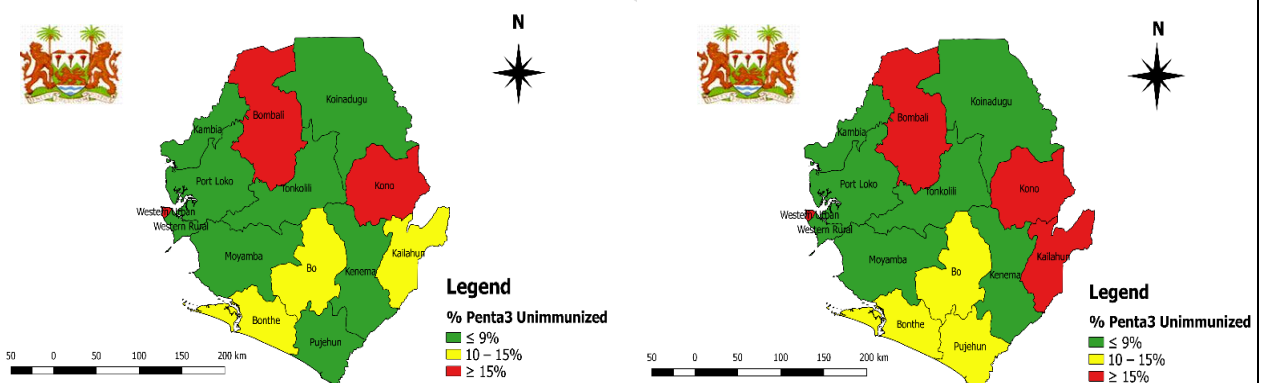 N
Koinadugu
Bombali
Kambia
Port Loko
Tonkolili
Kono
Western Urban
Western Rural
Moyamba
Bo
Kenema
Kailahun
Bonthe
Pujehun
Legend
% Penta3 Unimmunized
≤ 9%
10 – 15%
≥ 15%
50 0 50 100 150 200 km
N
Koinadugu
Bombali
Kambia
Port Loko
Tonkolili
Kono
Western Urban
Western Rural
Moyamba
Bo
Kenema
Kailahun
Bonthe
Pujehun
Legend
% Penta3 Unimmunized
≤ 9%
10 – 15%
≥ 15%
50 0 50 100 150 200 km